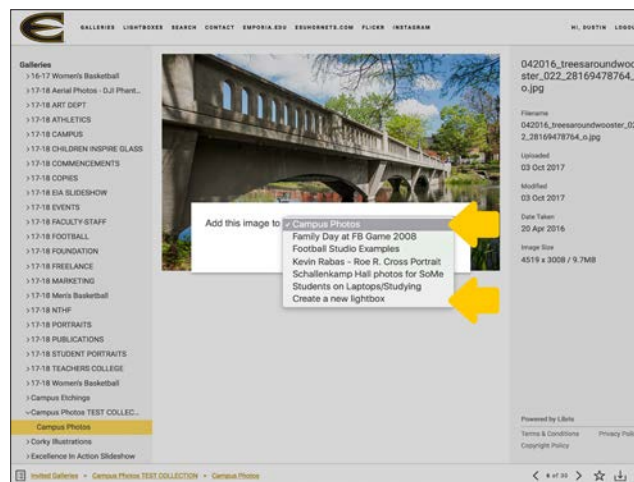 GALLERIES LIGHTBOXES SEARCH CONTACT EMPORIA.EDU ESUHORNETS.COM FLICKR INSTAGRAM HI, DUSTIN LOGOU
Galleries
>16-17 Women's Basketball
>17-18 Aerial Photos - DJI Phant...
>17-18 ART DEPT
>17-18 ATHLETICS
>17-18 CAMPUS
>17-18 CHILDREN INSPIRE GLASS
>17-18 COMMENCEMENTS
>17-18 COPIES
>17-18 EIA SLIDESHOW
>17-18 EVENTS
>17-18 FACULTY-STAFF
>17-18 FOOTBALL
>17-18 FOUNDATION
>17-18 FREELANCE
>17-18 MARKETING
>17-18 Men's Basketball
>17-18 NTHF
>17-18 PORTRAITS
>17-18 PUBLICATIONS
>17-18 STUDENT PORTRAITS
>17-18 TEACHERS COLLEGE
>17-18 Women's Basketball
>Campus Etchings
Campus Photos TEST COLLEC...
Campus Photos
>Corky Illustrations
>Excellence In Action Slideshow
Add this image to ✓ Campus Photos
Family Day at FB Game 2008
Football Studio Examples
Kevin Rabas - Roe R. Cross Portrait
Schallenkamp Hall photos for SoMe
Students on Laptops/Studying
Create a new lightbox
042016_treesaroundwoo
ster_022_28169478764_
o.jpg
Filename
042016_treesaroundwooster_02
2_28169478764_o.jpg
Uploaded
03 Oct 2017
Modified
03 Oct 2017
Date Taken
20 Apr 2016
Image Size
4519 x 3008 / 9.7MB
Powered by Libris
Terms & Conditions Privacy Poli
Copyright Policy
Invited Galleries • Campus Photos TEST COLLECTION • Campus Photos 8 of 33